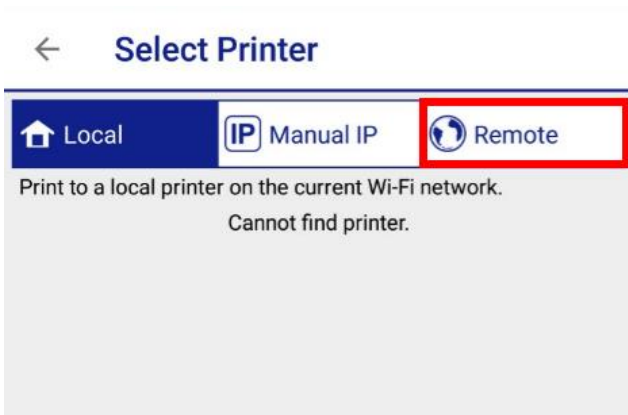 Select Printer
Local IP Manual IP Remote
Print to a local printer on the current Wi-Fi network.
Cannot find printer.